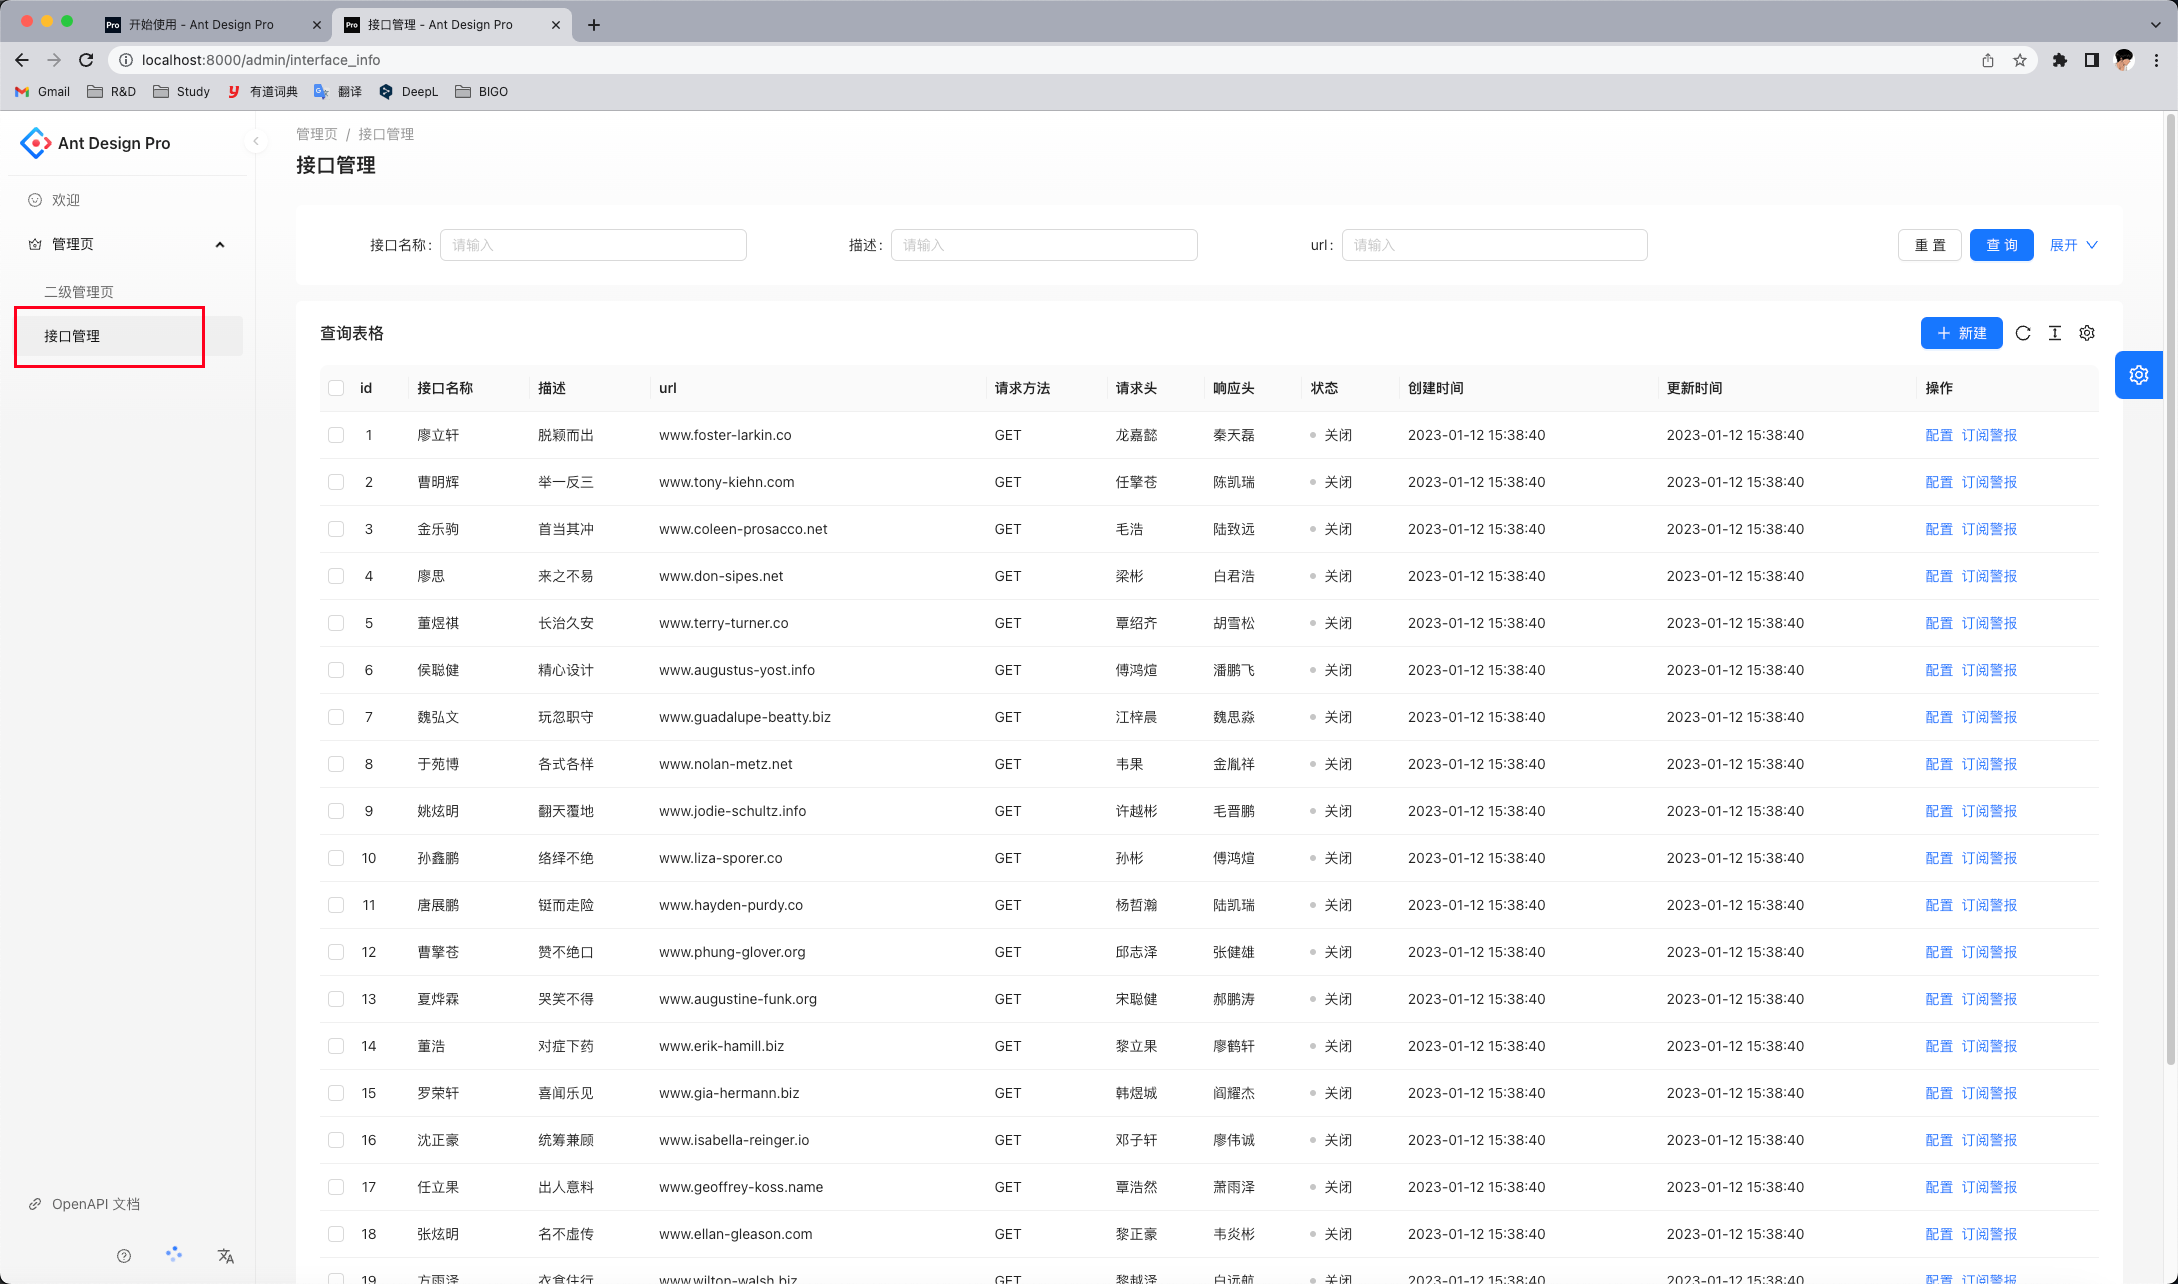 开始使用 - Ant Design Pro
接口管理 - Ant Design Pro
localhost:8000/admin/interface_info
Gmail R&D Study 有道词典 翻译 DeepL BIGO
Ant Design Pro
欢迎
管理页
二级管理页
接口管理
OpenAPI 文档
管理页 / 接口管理
接口管理
接口名称: 请输入 描述: 请输入 url: 请输入 重 置 查 询 展开
查询表格 + 新建
id 接口名称 描述 url 请求方法 请求头 响应头 状态 创建时间 更新时间 操作
1 廖立轩 脱颖而出 www.foster-larkin.co GET 龙嘉懿 秦天磊 关闭 2023-01-12 15:38:40 2023-01-12 15:38:40 配置 订阅警报
2 曹明辉 举一反三 www.tony-kiehn.com GET 任擎苍 陈凯瑞 关闭 2023-01-12 15:38:40 2023-01-12 15:38:40 配置 订阅警报
3 金乐驹 首当其冲 www.coleen-prosacco.net GET 毛浩 陆致远 关闭 2023-01-12 15:38:40 2023-01-12 15:38:40 配置 订阅警报
4 廖思 来之不易 www.don-sipes.net GET 梁彬 白君浩 关闭 2023-01-12 15:38:40 2023-01-12 15:38:40 配置 订阅警报
5 董煜祺 长治久安 www.terry-turner.co GET 覃绍齐 胡雪松 关闭 2023-01-12 15:38:40 2023-01-12 15:38:40 配置 订阅警报
6 侯聪健 精心设计 www.augustus-yost.info GET 傅鸿煊 潘鹏飞 关闭 2023-01-12 15:38:40 2023-01-12 15:38:40 配置 订阅警报
7 魏弘文 玩忽职守 www.guadalupe-beatty.biz GET 江梓晨 魏思淼 关闭 2023-01-12 15:38:40 2023-01-12 15:38:40 配置 订阅警报
8 于苑博 各式各样 www.nolan-metz.net GET 韦果 金胤祥 关闭 2023-01-12 15:38:40 2023-01-12 15:38:40 配置 订阅警报
9 姚炫明 翻天覆地 www.jodie-schultz.info GET 许越彬 毛晋鹏 关闭 2023-01-12 15:38:40 2023-01-12 15:38:40 配置 订阅警报
10 孙鑫鹏 络绎不绝 www.liza-sporer.co GET 孙彬 傅鸿煊 关闭 2023-01-12 15:38:40 2023-01-12 15:38:40 配置 订阅警报
11 唐展鹏 铤而走险 www.hayden-purdy.co GET 杨哲瀚 陆凯瑞 关闭 2023-01-12 15:38:40 2023-01-12 15:38:40 配置 订阅警报
12 曹擎苍 赞不绝口 www.phung-glover.org GET 邱志泽 张健雄 关闭 2023-01-12 15:38:40 2023-01-12 15:38:40 配置 订阅警报
13 夏烨霖 哭笑不得 www.augustine-funk.org GET 宋聪健 郝鹏涛 关闭 2023-01-12 15:38:40 2023-01-12 15:38:40 配置 订阅警报
14 董浩 对症下药 www.erik-hamill.biz GET 黎立果 廖鹤轩 关闭 2023-01-12 15:38:40 2023-01-12 15:38:40 配置 订阅警报
15 罗荣轩 喜闻乐见 www.gia-hermann.biz GET 韩煜城 阎耀杰 关闭 2023-01-12 15:38:40 2023-01-12 15:38:40 配置 订阅警报
16 沈正豪 统筹兼顾 www.isabella-reinger.io GET 邓子轩 廖伟诚 关闭 2023-01-12 15:38:40 2023-01-12 15:38:40 配置 订阅警报
17 任立果 出人意料 www.geoffrey-koss.name GET 覃浩然 萧雨泽 关闭 2023-01-12 15:38:40 2023-01-12 15:38:40 配置 订阅警报
18 张炫明 名不虚传 www.ellan-gleason.com GET 黎正豪 韦炎彬 关闭 2023-01-12 15:38:40 2023-01-12 15:38:40 配置 订阅警报
19 方雨泽 衣食住行 www.wilton-walsh.biz GET 黎越泽 白远航 关闭 2023-01-12 15:38:40 2023-01-12 15:38:40 配置 订阅警报